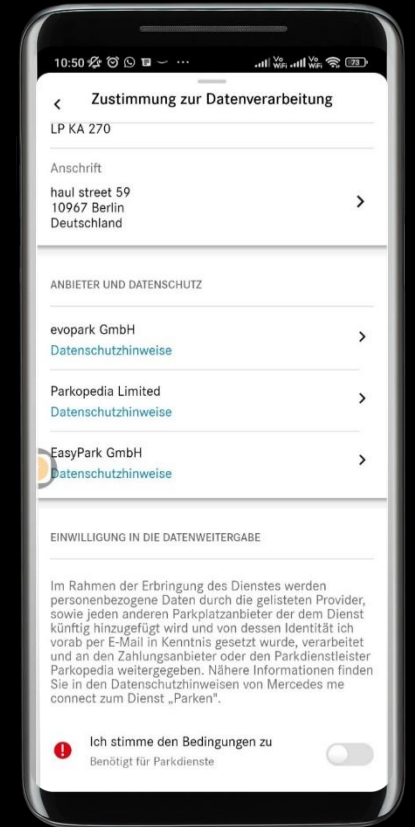 10:50
Vo WiFi Vo WiFi 73
Zustimmung zur Datenverarbeitung
LP KA 270
Anschrift
haul street 59
10967 Berlin
Deutschland
ANBIETER UND DATENSCHUTZ
evopark GmbH
Datenschutzhinweise
Parkopedia Limited
Datenschutzhinweise
EasyPark GmbH
Datenschutzhinweise
EINWILLIGUNG IN DIE DATENWEITERGABE
Im Rahmen der Erbringung des Dienstes werden
personenbezogene Daten durch die gelisteten Provider,
sowie jeden anderen Parkplatzanbieter der dem Dienst
künftig hinzugefügt wird und von dessen Identität ich
vorab per E-Mail in Kenntnis gesetzt wurde, verarbeitet
und an den Zahlungsanbieter oder den Parkdienstleister
Parkopedia weitergegeben. Nähere Informationen finden
Sie in den Datenschutzhinweisen von Mercedes me
connect zum Dienst „Parken".
Ich stimme den Bedingungen zu
Benötigt für Parkdienste